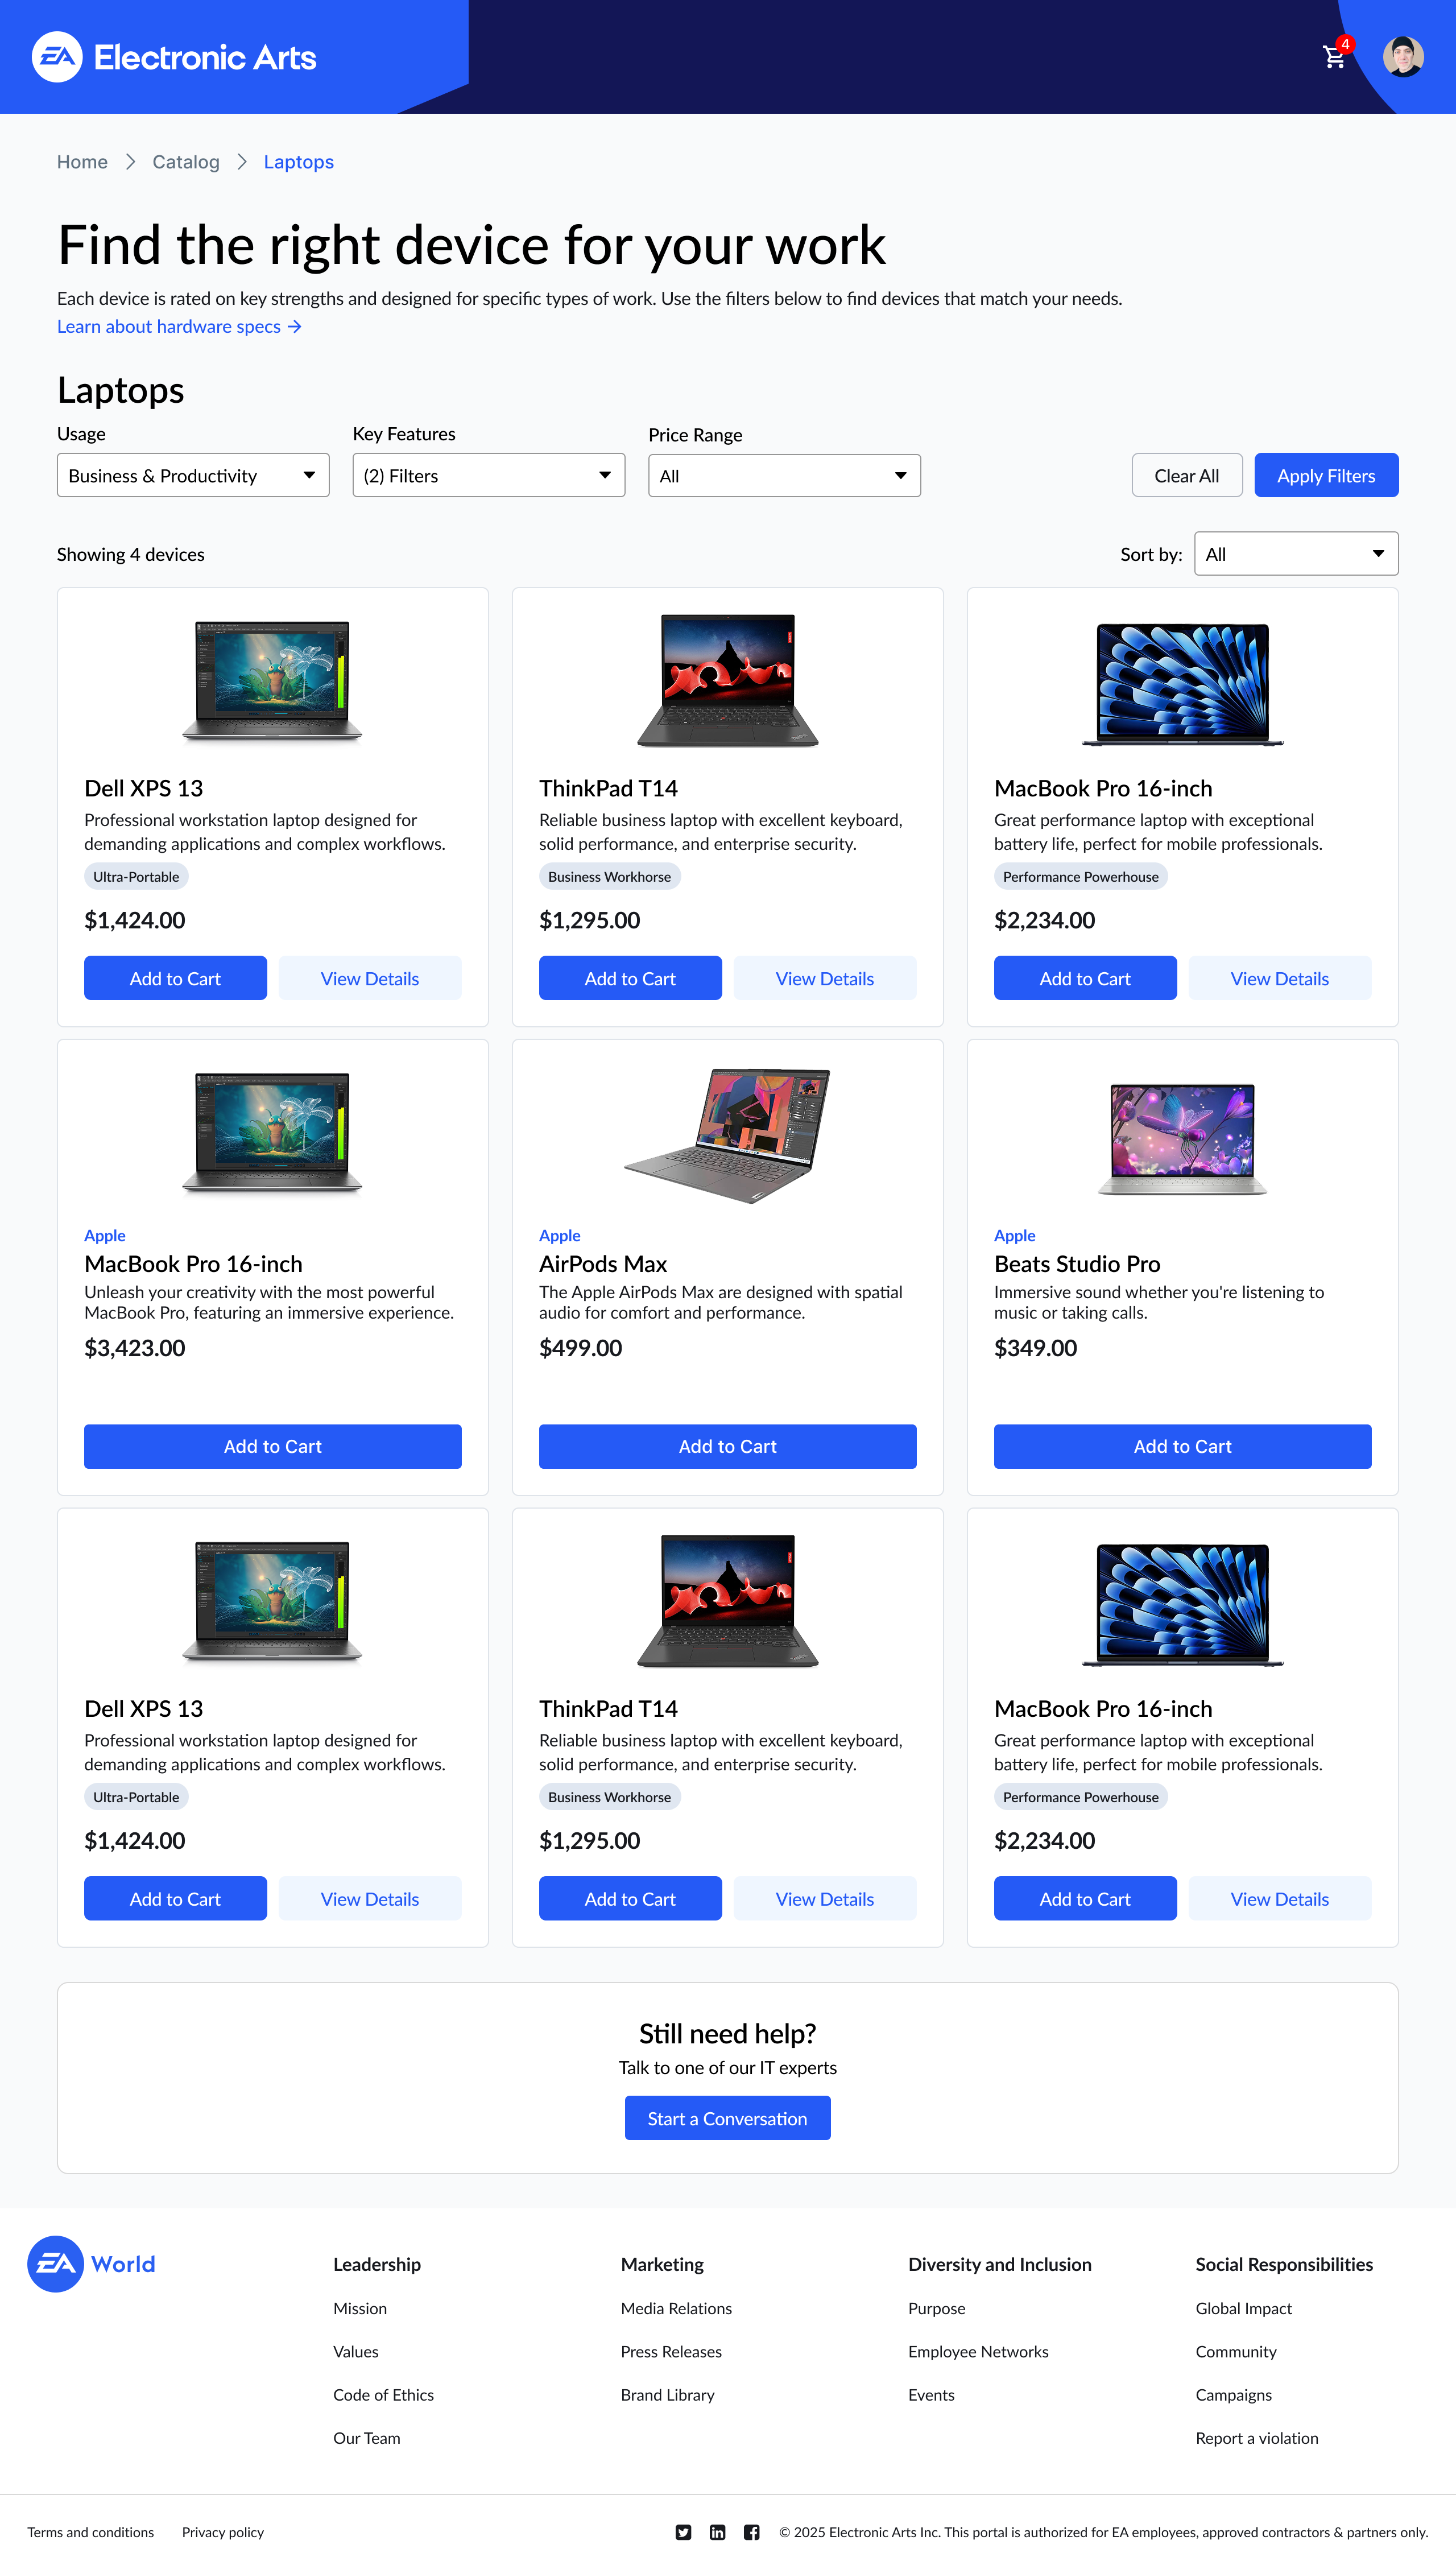 EA Electronic Arts
4
Home > Catalog > Laptops
Find the right device for your work
Each device is rated on key strengths and designed for specific types of work. Use the filters below to find devices that match your needs.
Learn about hardware specs →
Laptops
Usage
Key Features
Price Range
Business & Productivity
(2) Filters
All
Clear All
Apply Filters
Showing 4 devices
Sort by:
All
Dell XPS 13
Professional workstation laptop designed for
demanding applications and complex workflows.
Ultra-Portable
$1,424.00
Add to Cart
View Details
ThinkPad T14
Reliable business laptop with excellent keyboard,
solid performance, and enterprise security.
Business Workhorse
$1,295.00
Add to Cart
View Details
MacBook Pro 16-inch
Great performance laptop with exceptional
battery life, perfect for mobile professionals.
Performance Powerhouse
$2,234.00
Add to Cart
View Details
Apple
MacBook Pro 16-inch
Unleash your creativity with the most powerful
MacBook Pro, featuring an immersive experience.
$3,423.00
Add to Cart
Apple
AirPods Max
The Apple AirPods Max are designed with spatial
audio for comfort and performance.
$499.00
Add to Cart
Apple
Beats Studio Pro
Immersive sound whether you're listening to
music or taking calls.
$349.00
Add to Cart
Dell XPS 13
Professional workstation laptop designed for
demanding applications and complex workflows.
Ultra-Portable
$1,424.00
Add to Cart
View Details
ThinkPad T14
Reliable business laptop with excellent keyboard,
solid performance, and enterprise security.
Business Workhorse
$1,295.00
Add to Cart
View Details
MacBook Pro 16-inch
Great performance laptop with exceptional
battery life, perfect for mobile professionals.
Performance Powerhouse
$2,234.00
Add to Cart
View Details
Still need help?
Talk to one of our IT experts
Start a Conversation
EA World
Leadership
Mission
Values
Code of Ethics
Our Team
Marketing
Media Relations
Press Releases
Brand Library
Diversity and Inclusion
Purpose
Employee Networks
Events
Social Responsibilities
Global Impact
Community
Campaigns
Report a violation
Terms and conditions
Privacy policy
© 2025 Electronic Arts Inc. This portal is authorized for EA employees, approved contractors & partners only.